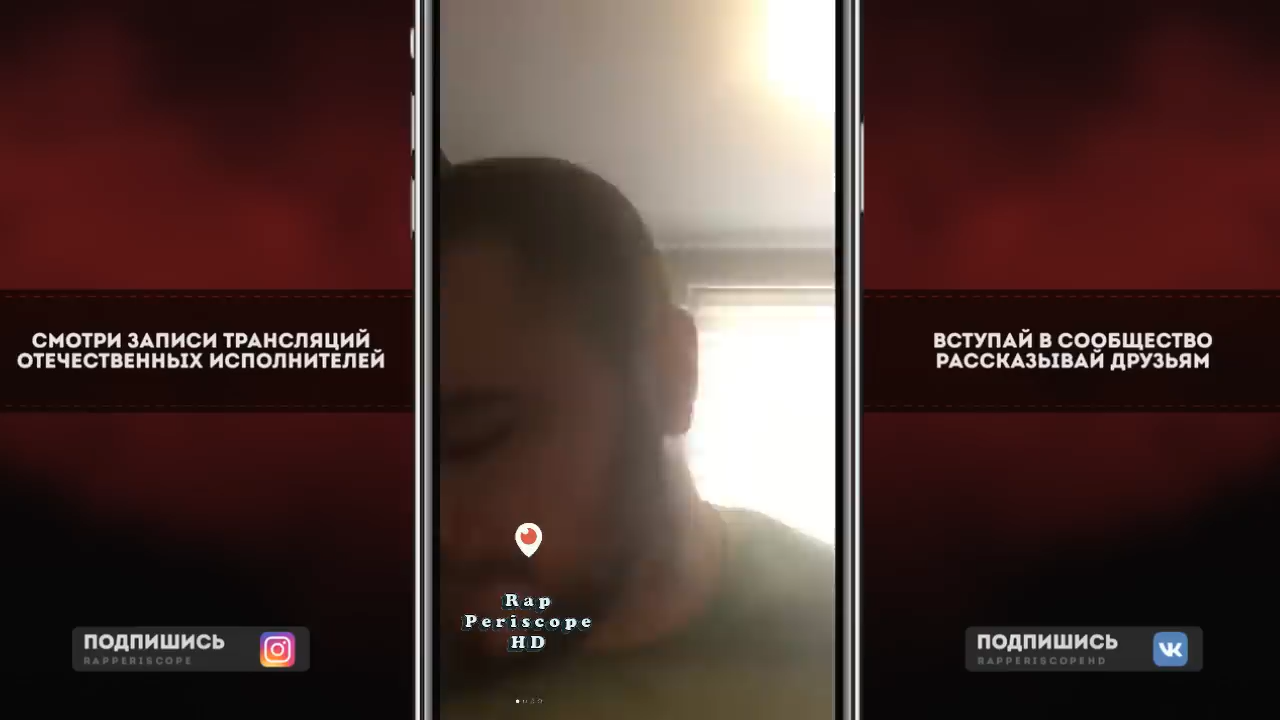 СМОТРИ ЗАПИСИ ТРАНСЛЯЦИЙ
ОТЕЧЕСТВЕННЫХ ИСПОЛНИТЕЛЕЙ
ВСТУПАЙ В СООБЩЕСТВО
РАССКАЗЫВАЙ ДРУЗЬЯМ
Rap
Periscope
HD
ПОДПИШИСЬ
RAPPERISCOPE
ПОДПИШИСЬ
RAPPERISCOPEHD